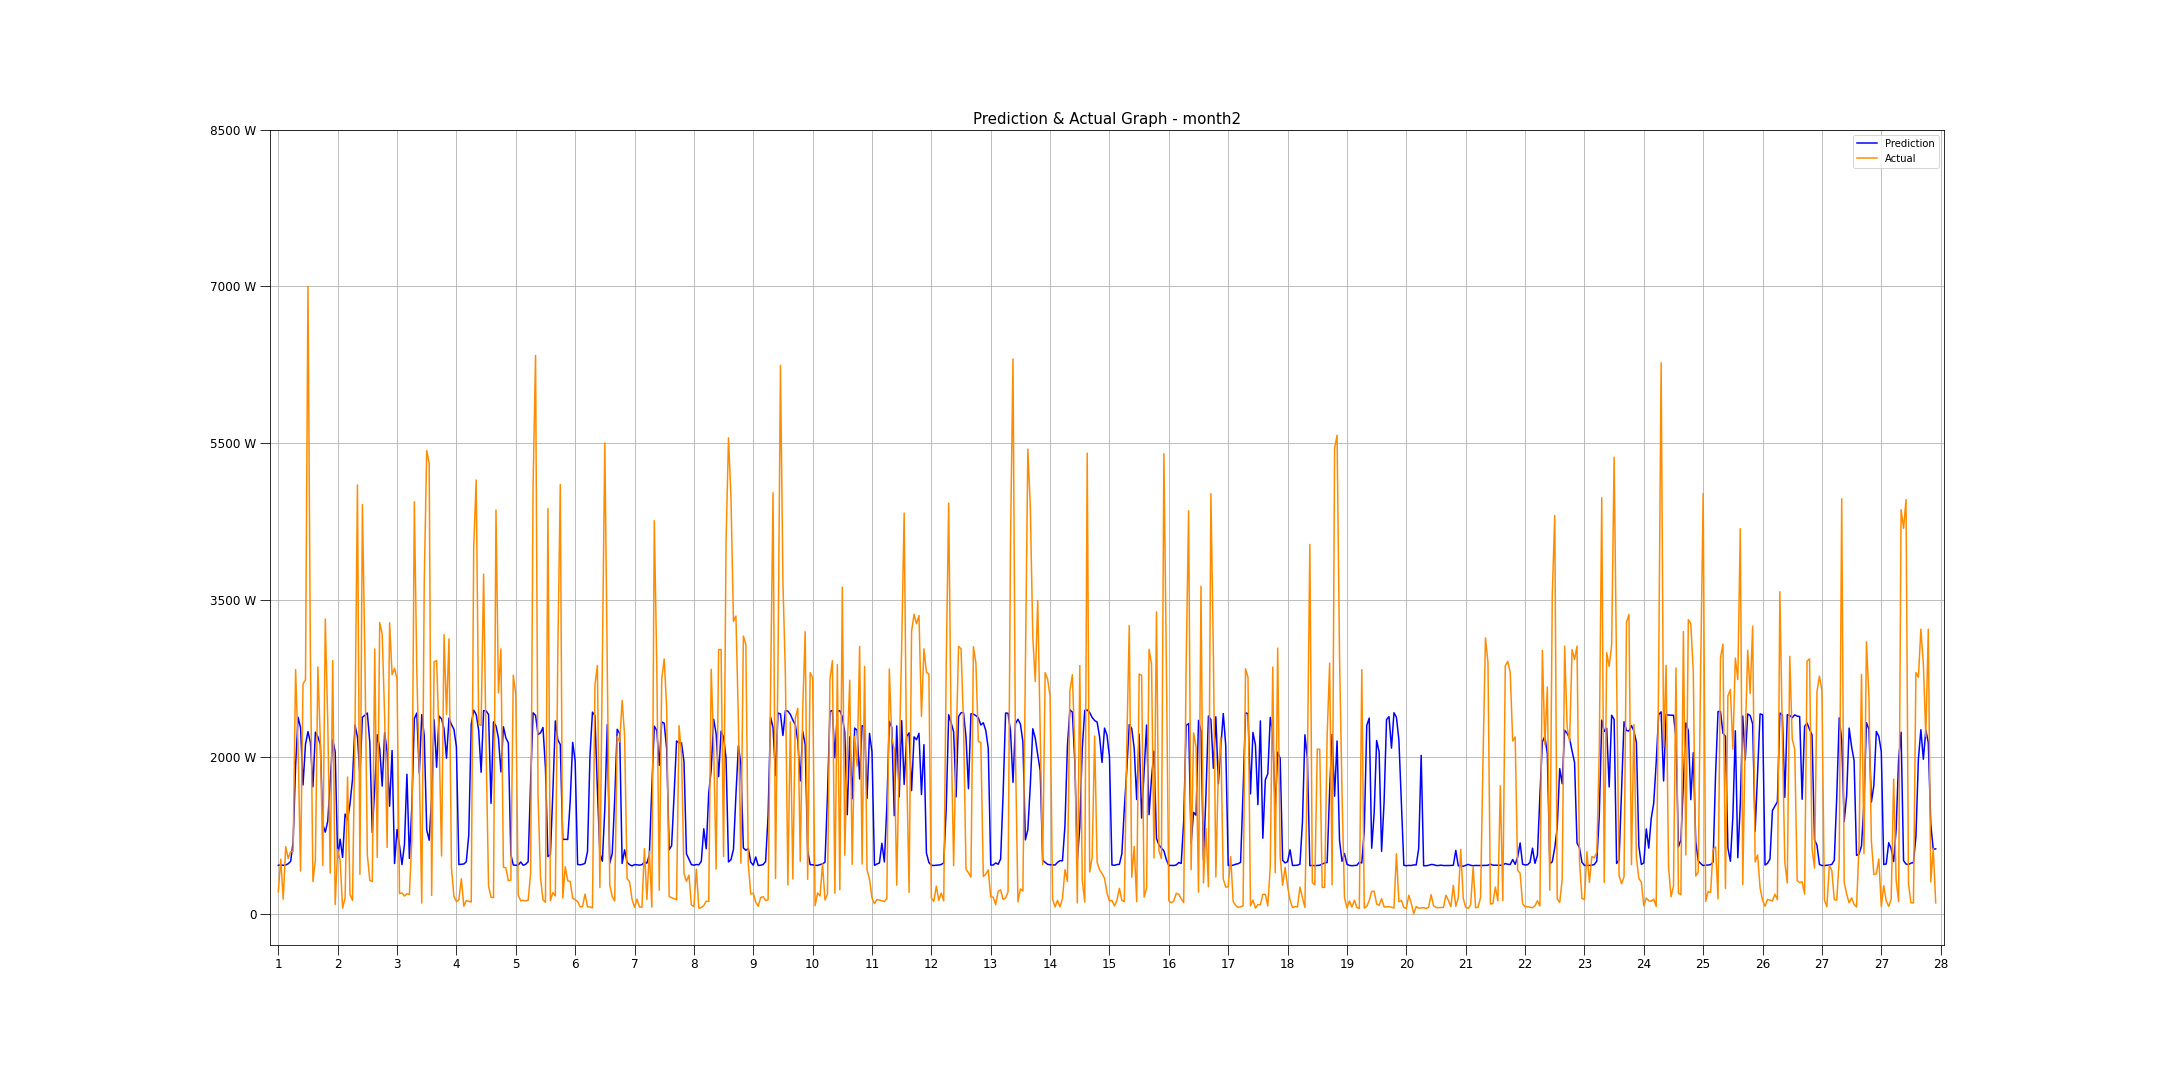 Prediction & Actual Graph - month2
8500 W
Prediction
Actual
7000 W
5500 W
3500 W
2000 W
0
1 2 3 4 5 6 7 8 9 10 11 12 13 14 15 16 17 18 19 20 21 22 23 24 25 26 27 27 28